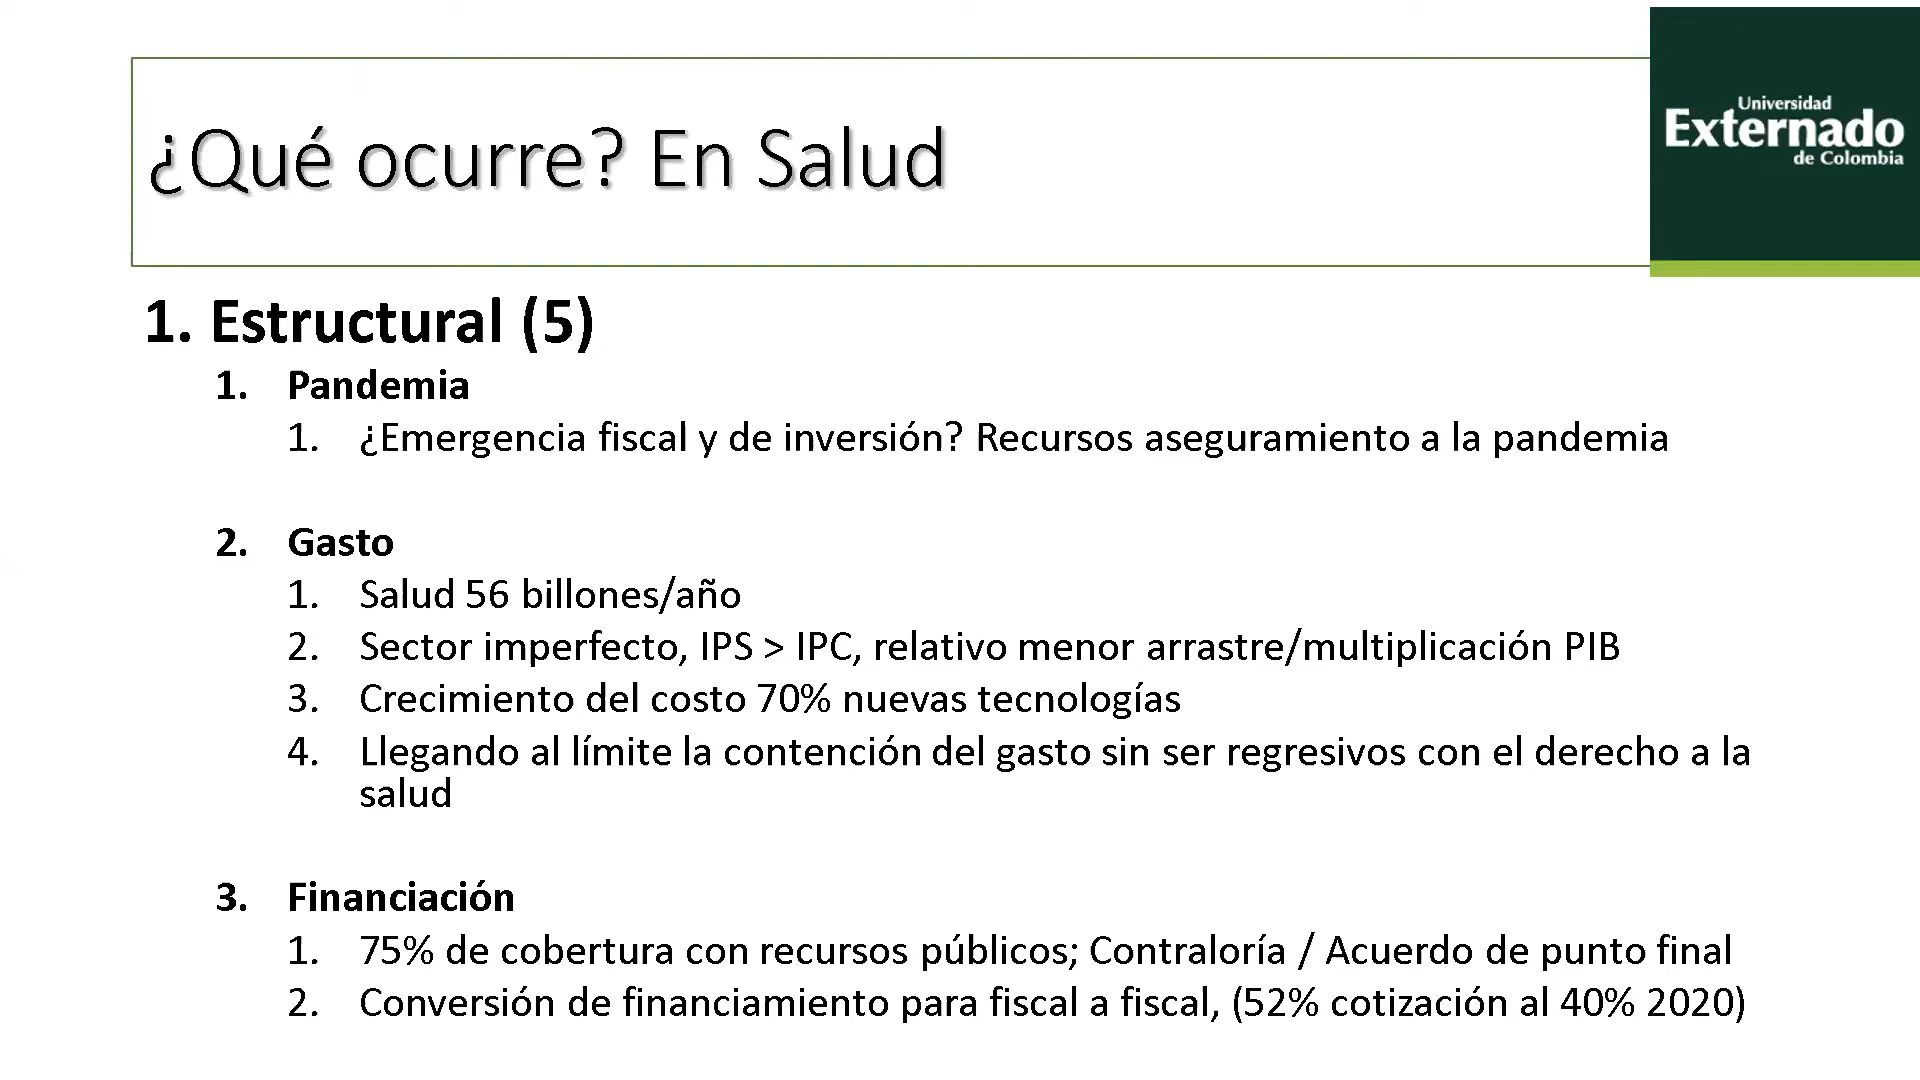 Universidad
Externado
de Colombia
¿Qué ocurre? En Salud
1. Estructural (5)
1. Pandemia
1. ¿Emergencia fiscal y de inversión? Recursos aseguramiento a la pandemia
2. Gasto
1. Salud 56 billones/año
2. Sector imperfecto, IPS > IPC, relativo menor arrastre/multiplicación PIB
3. Crecimiento del costo 70% nuevas tecnologías
4. Llegando al límite la contención del gasto sin ser regresivos con el derecho a la
salud
3. Financiación
1. 75% de cobertura con recursos públicos; Contraloría / Acuerdo de punto final
2. Conversión de financiamiento para fiscal a fiscal, (52% cotización al 40% 2020)